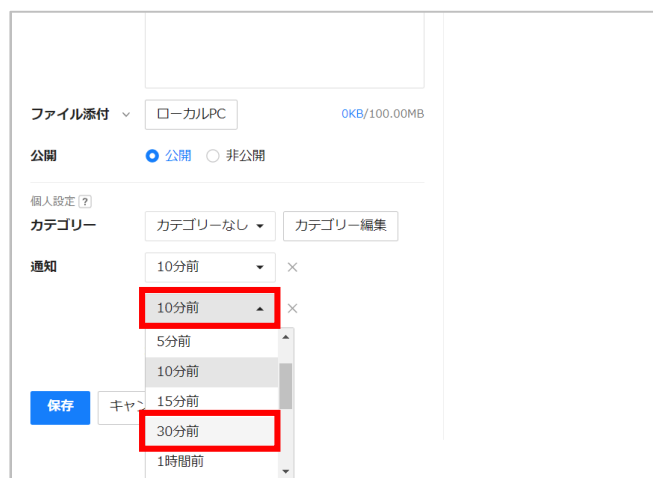 ファイル添付 ローカルPC 0KB/100.00MB
公開 公開 非公開
個人設定 ?
カテゴリー カテゴリーなし カテゴリー編集
通知 10分前
10分前
5分前
10分前
15分前
保存 キャン
30分前
1時間前